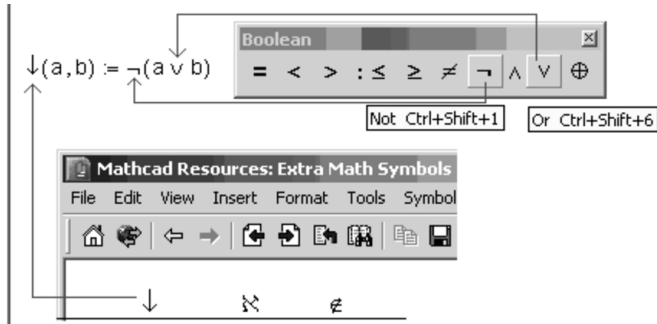 Boolean
↓(a,b) := ¬(a ∨ b)
= < > : ≤ ≥ ≠ ¬ ∧ ∨ ⊕
Not Ctrl+Shift+1
Or Ctrl+Shift+6
Mathcad Resources: Extra Math Symbols
File Edit View Insert Format Tools Symbol
↓ ℵ ∉